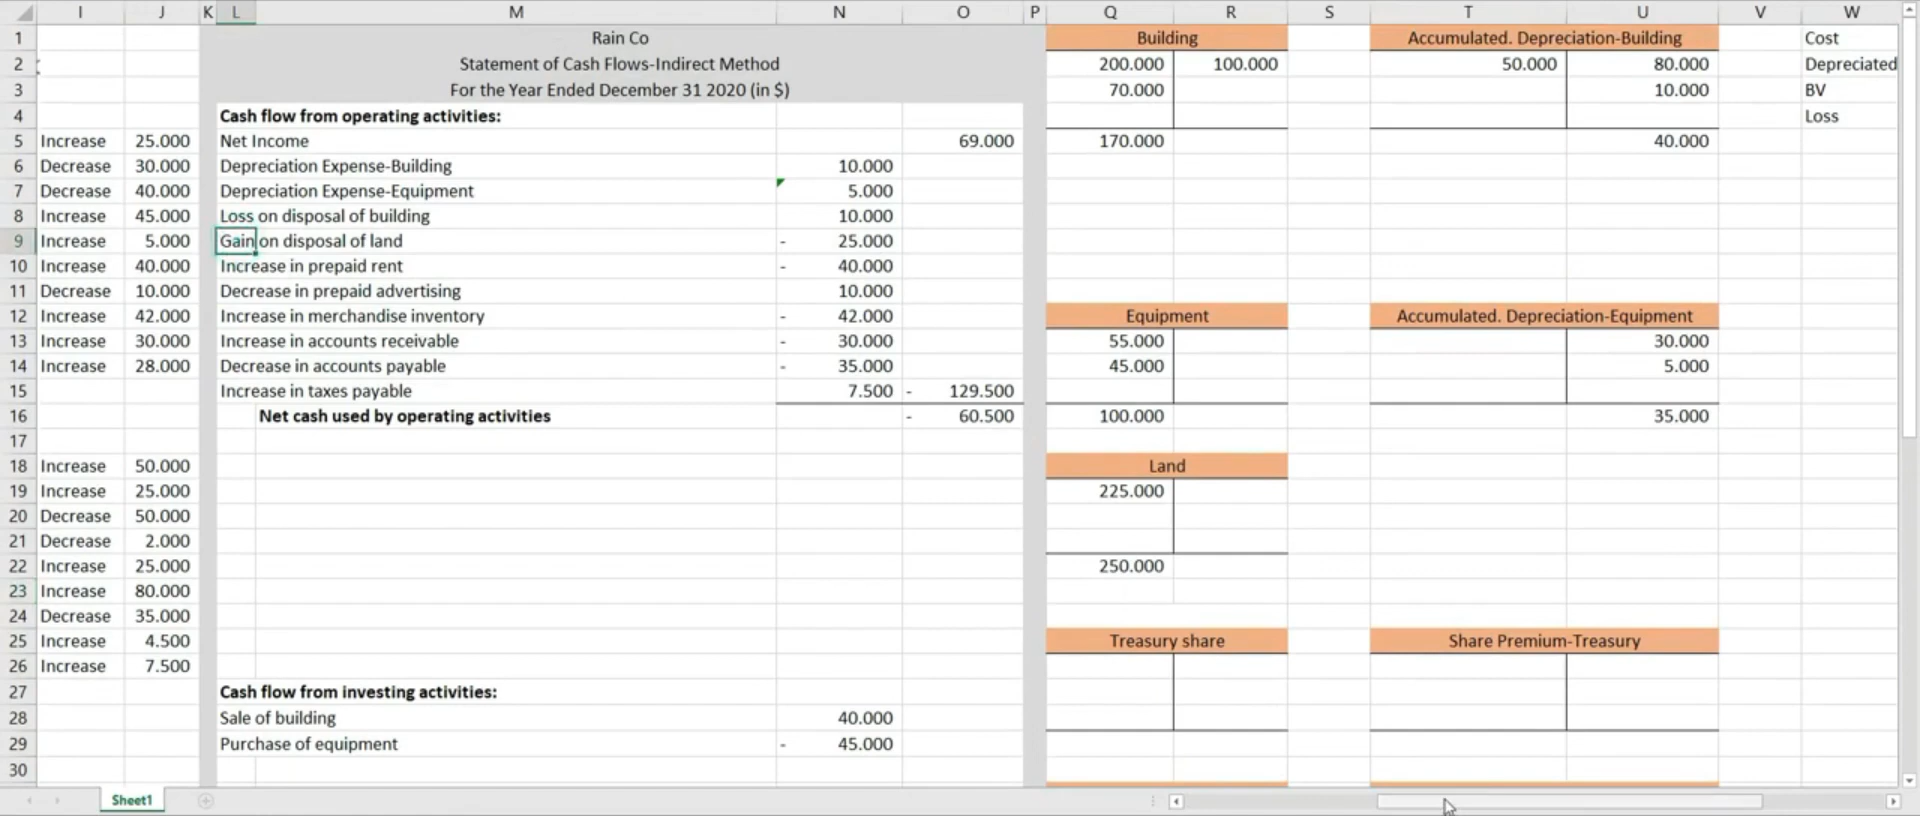 I J K L M N O P Q R S T U V W
1 Rain Co Building Accumulated. Depreciation-Building Cost
2 Statement of Cash Flows-Indirect Method 200.000 100.000 50.000 80.000 Depreciated
3 For the Year Ended December 31 2020 (in $) 70.000 10.000 BV
4 Cash flow from operating activities: Loss
5 Increase 25.000 Net Income 69.000 170.000 40.000
6 Decrease 30.000 Depreciation Expense-Building 10.000
7 Decrease 40.000 Depreciation Expense-Equipment 5.000
8 Increase 45.000 Loss on disposal of building 10.000
9 Increase 5.000 Gain on disposal of land - 25.000
10 Increase 40.000 Increase in prepaid rent - 40.000
11 Decrease 10.000 Decrease in prepaid advertising 10.000
12 Increase 42.000 Increase in merchandise inventory - 42.000 Equipment Accumulated. Depreciation-Equipment
13 Increase 30.000 Increase in accounts receivable - 30.000 55.000 30.000
14 Increase 28.000 Decrease in accounts payable - 35.000 45.000 5.000
15 Increase in taxes payable 7.500 - 129.500
16 Net cash used by operating activities - 60.500 100.000 35.000
17
18 Increase 50.000 Land
19 Increase 25.000 225.000
20 Decrease 50.000
21 Decrease 2.000
22 Increase 25.000 250.000
23 Increase 80.000
24 Decrease 35.000
25 Increase 4.500 Treasury share Share Premium-Treasury
26 Increase 7.500
27 Cash flow from investing activities:
28 Sale of building 40.000
29 Purchase of equipment - 45.000
30
Sheet1